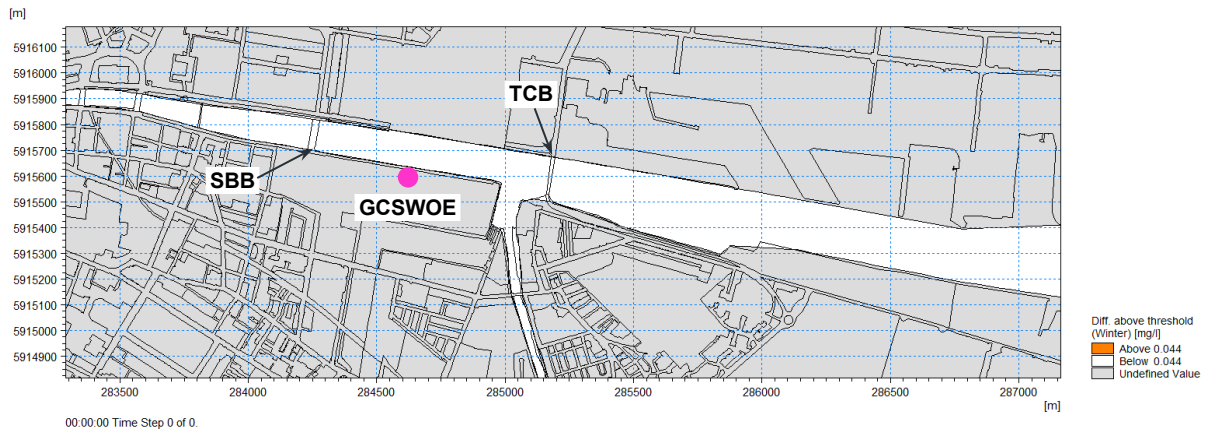 [m]
5916100
5916000
5915900
5915800
5915700
5915600
5915500
5915400
5915300
5915200
5915100
5915000
5914900
TCB
SBB
GCSWOE
283500
284000
284500
285000
285500
286000
286500
287000
[m]
00:00:00 Time Step 0 of 0.
Diff. above threshold
(Winter) [mg/l]
Above 0.044
Below 0.044
Undefined Value